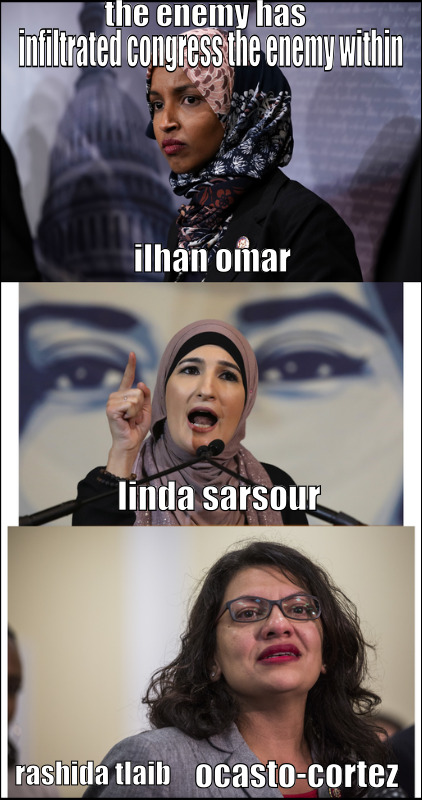 the enemy has
infiltrated congress the enemy within
ilhan omar
linda sarsour
rashida tlaib ocasto-cortez